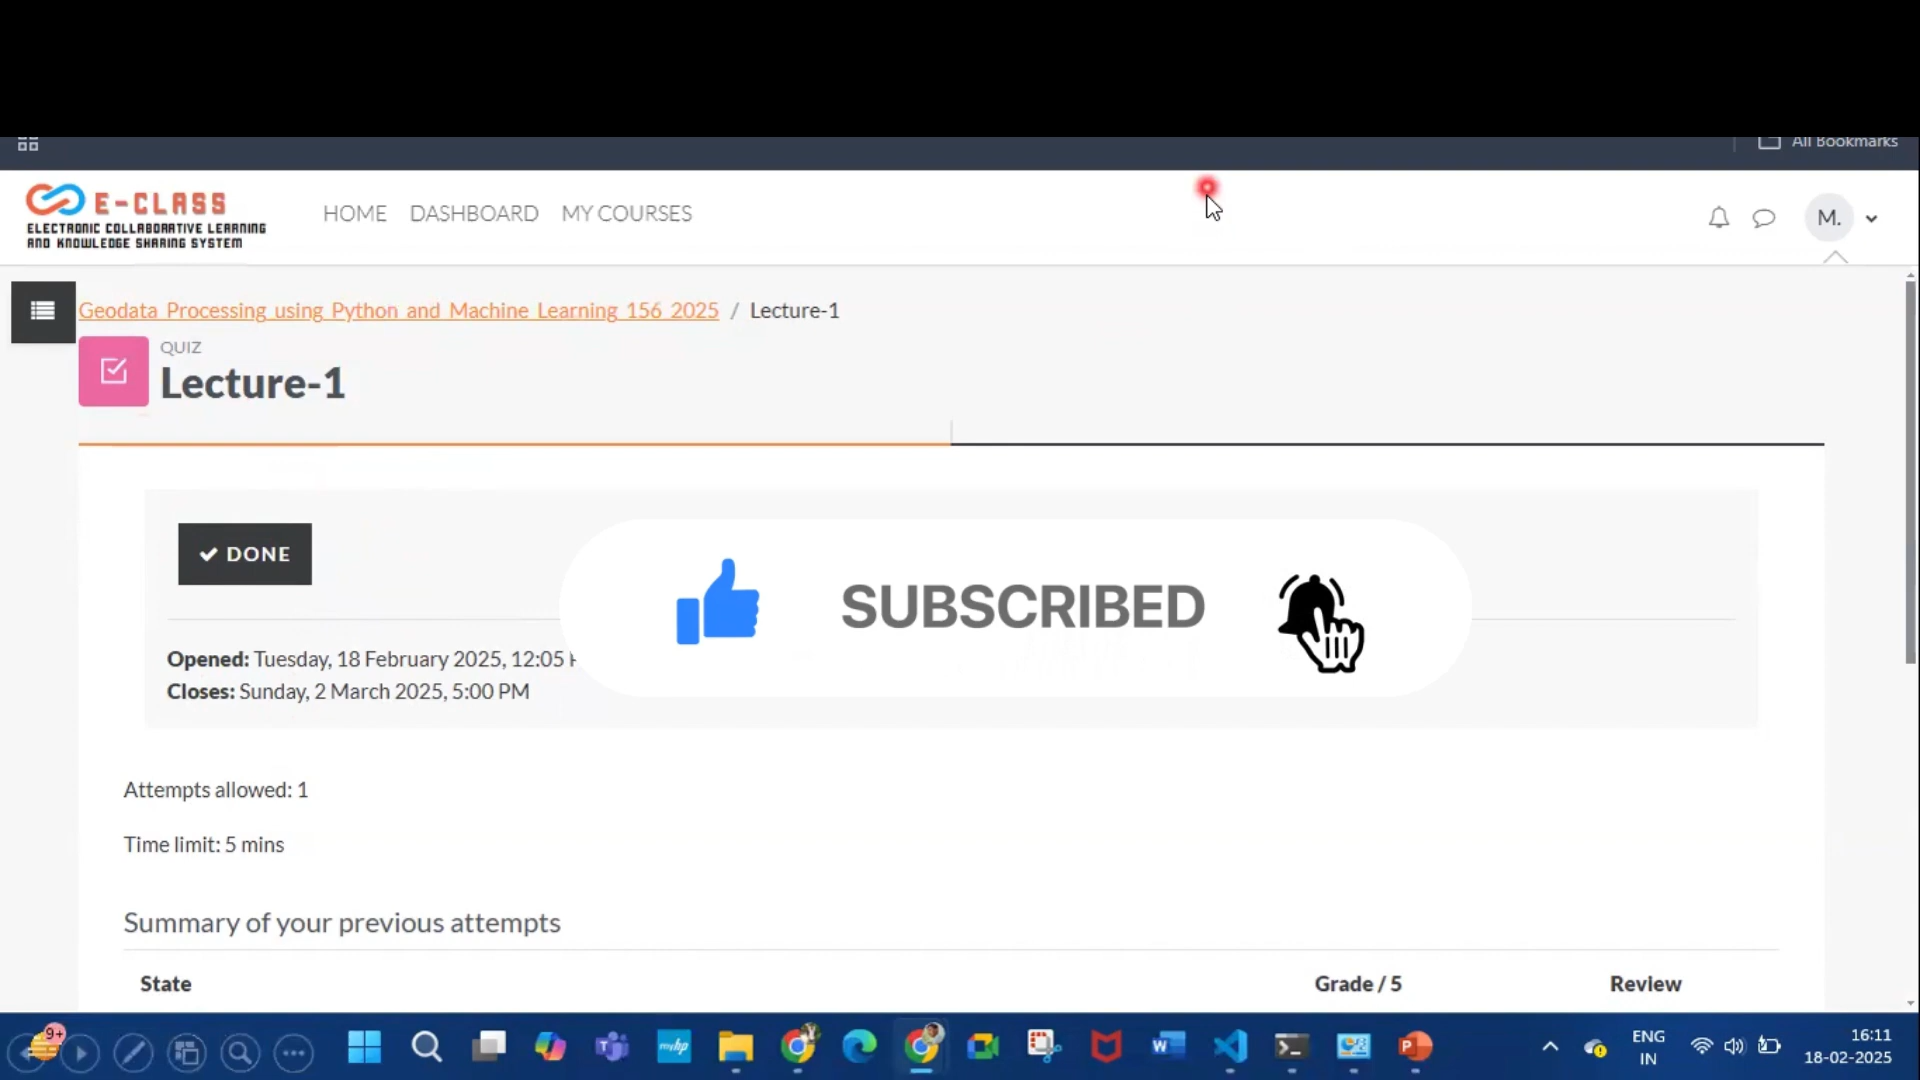 All Bookmarks
E-CLASS
ELECTRONIC COLLABORATIVE LEARNING
AND KNOWLEDGE SHARING SYSTEM
HOME DASHBOARD MY COURSES
M.
Geodata Processing using Python and Machine Learning 156 2025 / Lecture-1
QUIZ
Lecture-1
DONE
SUBSCRIBED
Opened: Tuesday, 18 February 2025, 12:05
Closes: Sunday, 2 March 2025, 5:00 PM
Attempts allowed: 1
Time limit: 5 mins
Summary of your previous attempts
State Grade / 5 Review
9+
myhp
W
P
ENG
IN
16:11
18-02-2025